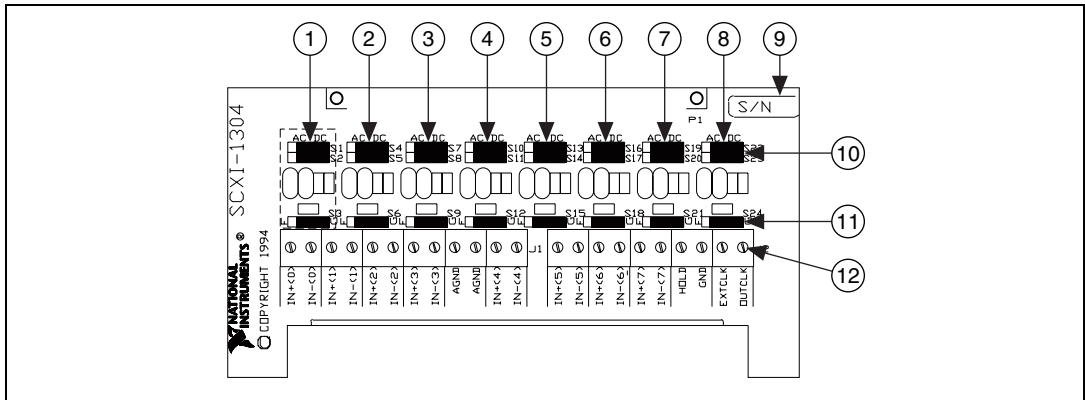 1 2 3 4 5 6 7 8 9
S/N
P1
SCXI-1304
AC DC AC DC AC DC AC DC AC DC AC DC AC DC AC DC
S1 S4 S7 S10 S13 S16 S19 S22
S2 S5 S8 S11 S14 S17 S20 S23
10
S3 S6 S9 S12 S15 S18 S21 S24
F G F G F G F G F G F G F G F
11
J1
12
IN+<0> IN-<0> IN+<1> IN-<1> IN+<2> IN-<2> IN+<3> IN-<3> AGND AGND IN+<4> IN-<4> IN+<5> IN-<5> IN+<6> IN-<6> IN+<7> IN-<7> HOLD GND EXTCLK OUTCLK
NATIONAL
INSTRUMENTS ®
© COPYRIGHT 1994